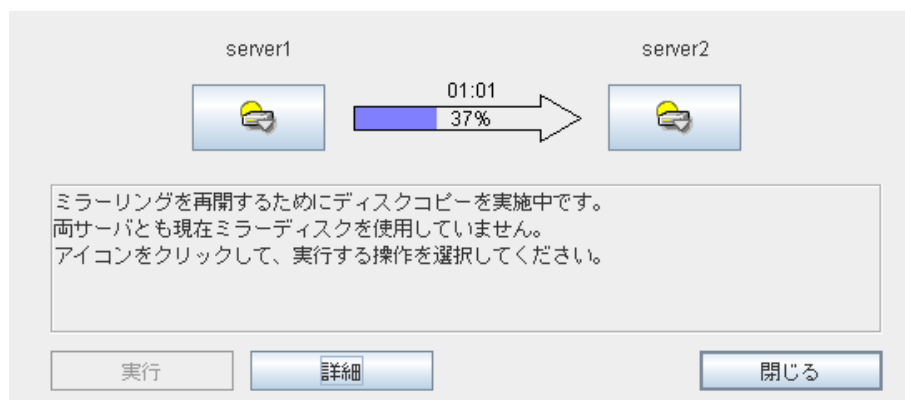 server1
server2
01:01
37%
ミラーリングを再開するためにディスクコピーを実施中です。
両サーバとも現在ミラーディスクを使用していません。
アイコンをクリックして、実行する操作を選択してください。
実行
詳細
閉じる